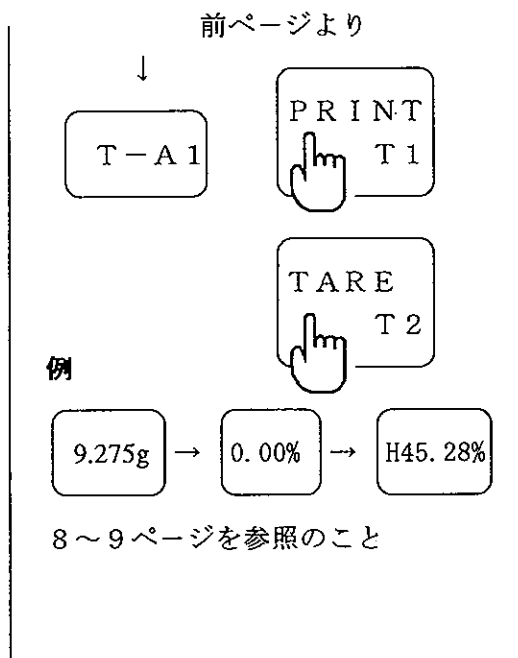 前ページより
↓
T－A1
PRINT
T1
TARE
T2
例
9.275g → 0.00% → H45.28%
8～9ページを参照のこと